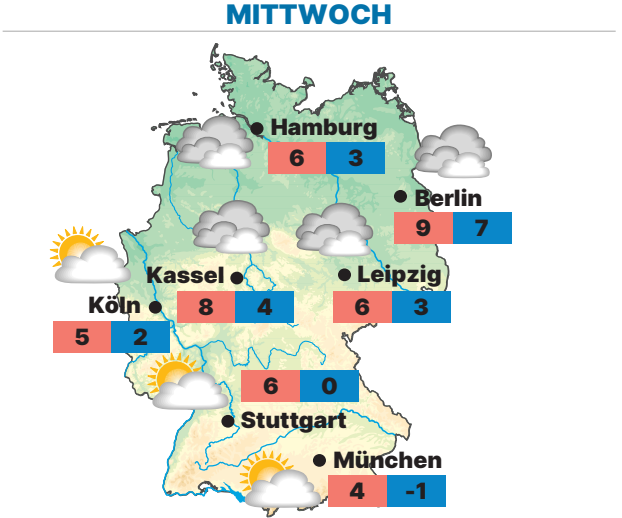 MITTWOCH
Hamburg
6 3
Berlin
9 7
Kassel
8 4
Leipzig
6 3
Köln
5 2
6 0
Stuttgart
München
4 -1